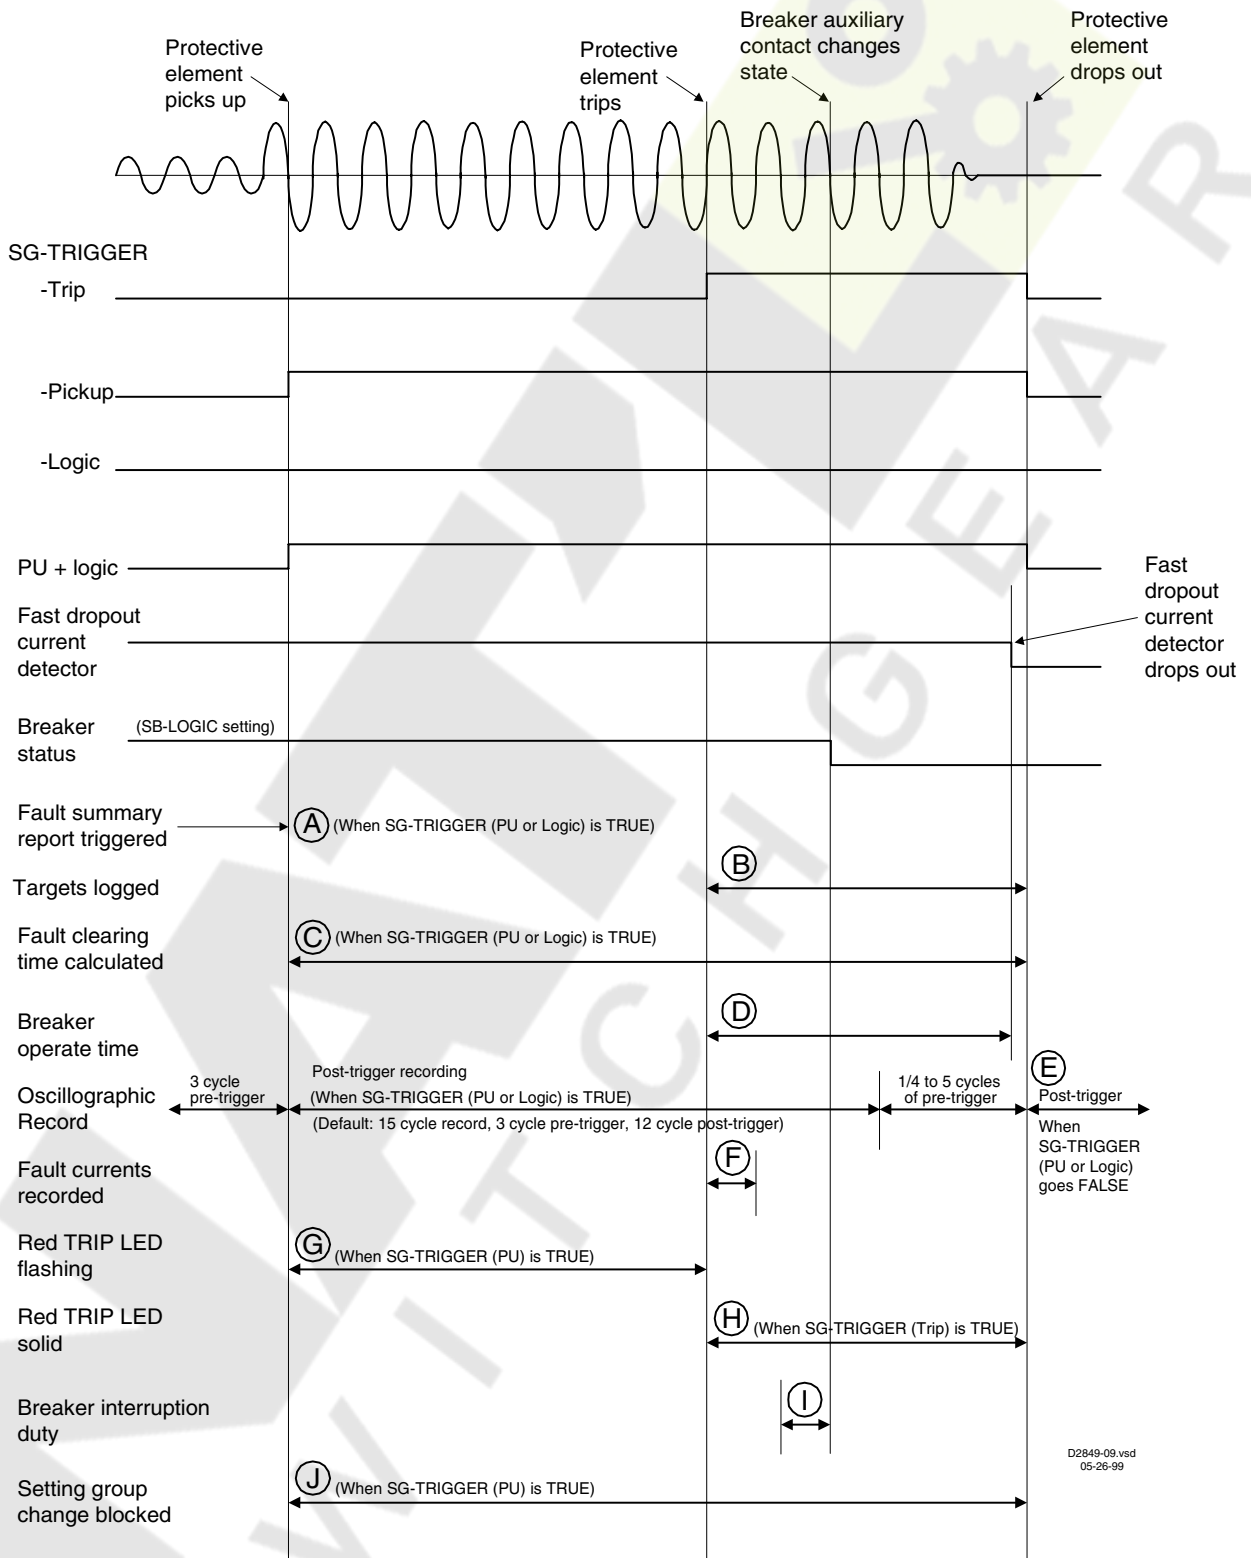 Protective
element
picks up
Protective
element
trips
Breaker auxiliary
contact changes
state
Protective
element
drops out
SG-TRIGGER
-Trip
-Pickup
-Logic
PU + logic
Fast dropout
current
detector
Fast
dropout
current
detector
drops out
Breaker
status
(SB-LOGIC setting)
Fault summary
report triggered
A (When SG-TRIGGER (PU or Logic) is TRUE)
Targets logged
B
Fault clearing
time calculated
C (When SG-TRIGGER (PU or Logic) is TRUE)
Breaker
operate time
D
Oscillographic
Record
3 cycle
pre-trigger
Post-trigger recording
(When SG-TRIGGER (PU or Logic) is TRUE)
(Default: 15 cycle record, 3 cycle pre-trigger, 12 cycle post-trigger)
1/4 to 5 cycles
of pre-trigger
E
Post-trigger
When
SG-TRIGGER
(PU or Logic)
goes FALSE
Fault currents
recorded
F
Red TRIP LED
flashing
G (When SG-TRIGGER (PU) is TRUE)
Red TRIP LED
solid
H (When SG-TRIGGER (Trip) is TRUE)
Breaker interruption
duty
I
D2849-09.vsd
05-26-99
Setting group
change blocked
J (When SG-TRIGGER (PU) is TRUE)
WITCHGEAR